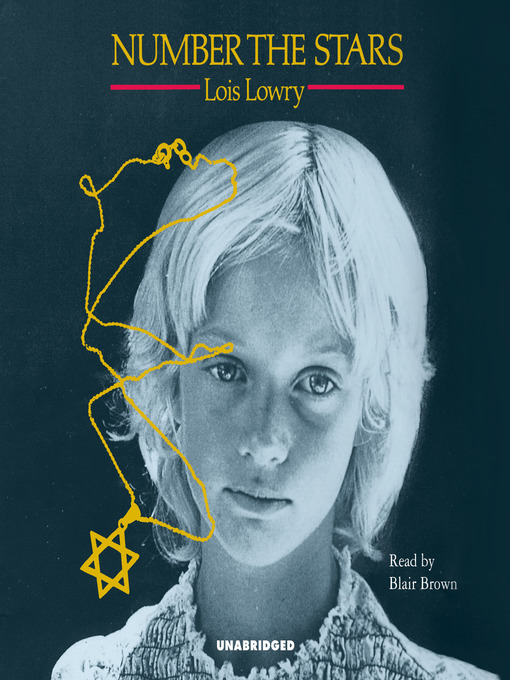 NUMBER THE STARS
Lois Lowry
Read by
Blair Brown
UNABRIDGED